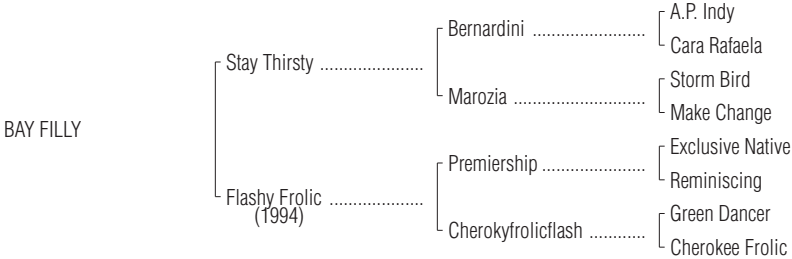 A.P. Indy
Bernardini ........................
Cara Rafaela
Stay Thirsty ......................
Storm Bird
Marozia ............................
Make Change
BAY FILLY
Exclusive Native
Premiership ......................
Reminiscing
Flashy Frolic ....................
(1994)
Green Dancer
Cherokyfrolicflash ............
Cherokee Frolic